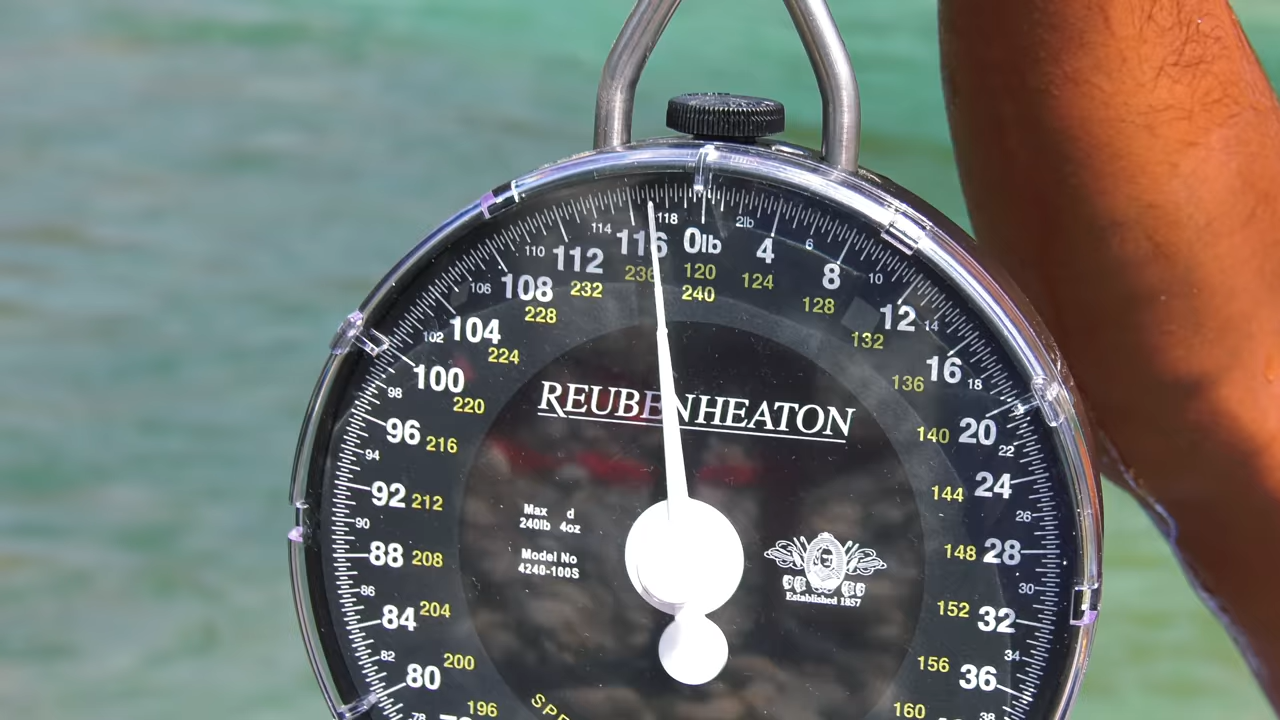 118 2lb
114 116 0lb 4 6
110 112 236 120 124 8 10
106 108 232 240 128 12 14
228 132
102 104 224 16 18
98 100 220 136
REUBENHEATON
96 216 140 20 22
94
92 212 144 24
Max d
240lb 4oz
90 26
88 208 148 28
Model No
4240-100S
86 30
Established 1857
84 204 152 32
82 200 156 34
80 36
78 196 160 38